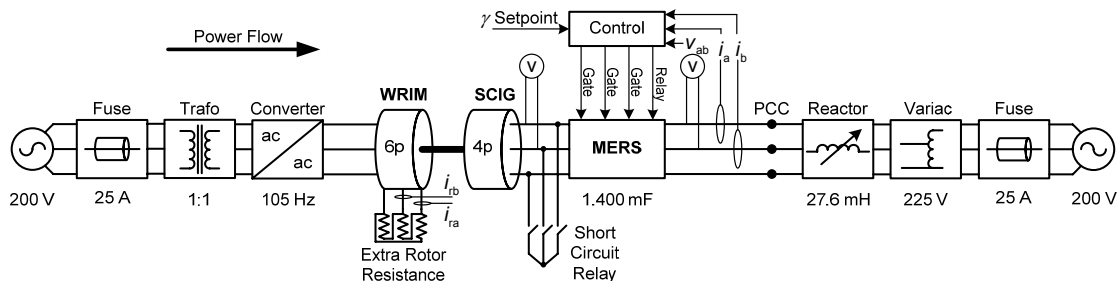 γ Setpoint
Control
v_ab
i_a
i_b
Power Flow
V
Gate
Gate
Gate
Relay
V
WRIM
SCIG
Fuse
Trafo
Converter
PCC
Reactor
Variac
Fuse
ac
ac
6p
4p
MERS
200 V
25 A
1:1
105 Hz
i_rb
i_ra
1.400 mF
27.6 mH
225 V
25 A
200 V
Extra Rotor
Resistance
Short
Circuit
Relay